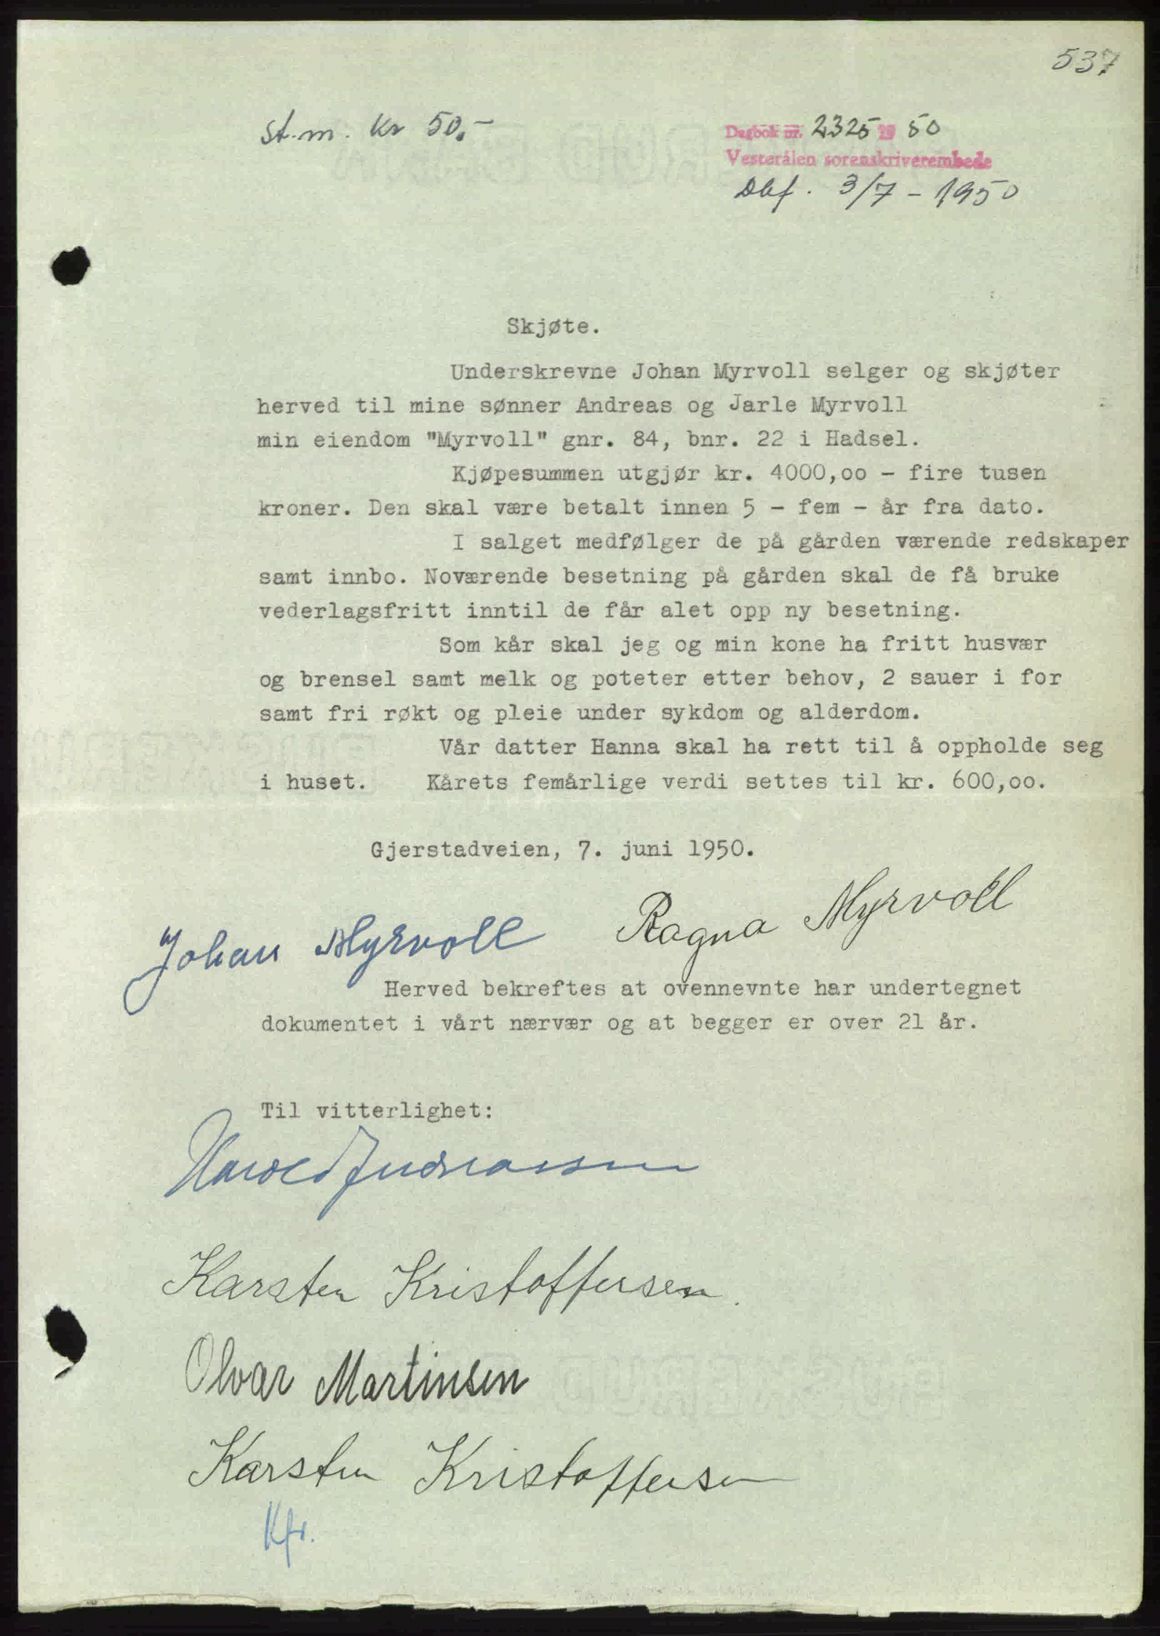 537
st.m. kr 50.-
Dagbok nr. 2325 19 50
Vesterålen sorenskriverembede
Dbf. 3/7 - 1950
Skjøte.
Underskrevne Johan Myrvoll selger og skjøter
herved til mine sønner Andreas og Jarle Myrvoll
min eiendom "Myrvoll" gnr. 84, bnr. 22 i Hadsel.
Kjøpesummen utgjør kr. 4000,oo - fire tusen
kroner. Den skal være betalt innen 5 - fem - år fra dato.
I salget medfølger de på gården værende redskaper
samt innbo. Noværende besetning på gården skal de få bruke
vederlagsfritt inntil de får alet opp ny besetning.
Som kår skal jeg og min kone ha fritt husvær
og brensel samt melk og poteter etter behov, 2 sauer i for
samt fri røkt og pleie under sykdom og alderdom.
Vår datter Hanna skal ha rett til å oppholde seg
i huset. Kårets femårlige verdi settes til kr. 600,oo.
Gjerstadveien, 7. juni 1950.
Johan Myrvoll Ragna Myrvoll
Herved bekreftes at ovennevnte har undertegnet
dokumentet i vårt nærvær og at begger er over 21 år.
Til vitterlighet:
Harold Andreassen
Karsten Kristoffersen.
Olvar Martinsen
Karsten Kristoffersen